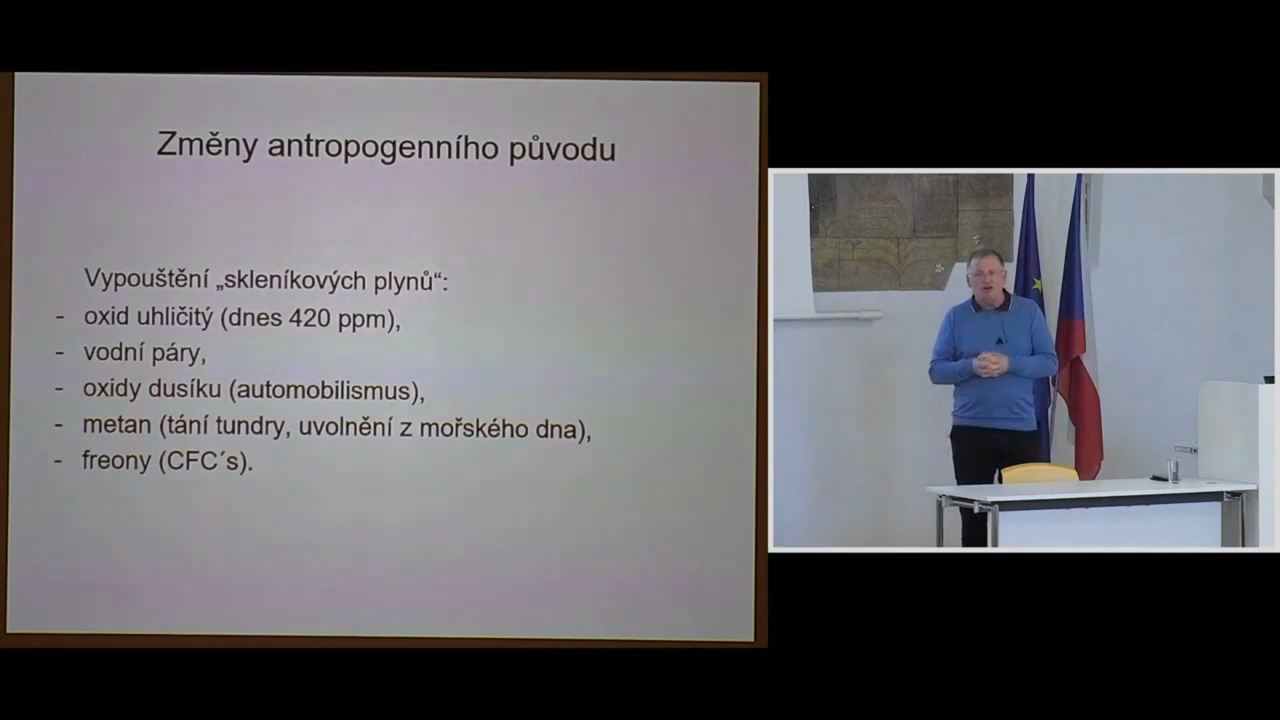 Změny antropogenního původu
Vypouštění „skleníkových plynů“:
- oxid uhličitý (dnes 420 ppm),
- vodní páry,
- oxidy dusíku (automobilismus),
- metan (tání tundry, uvolnění z mořského dna),
- freony (CFC´s).